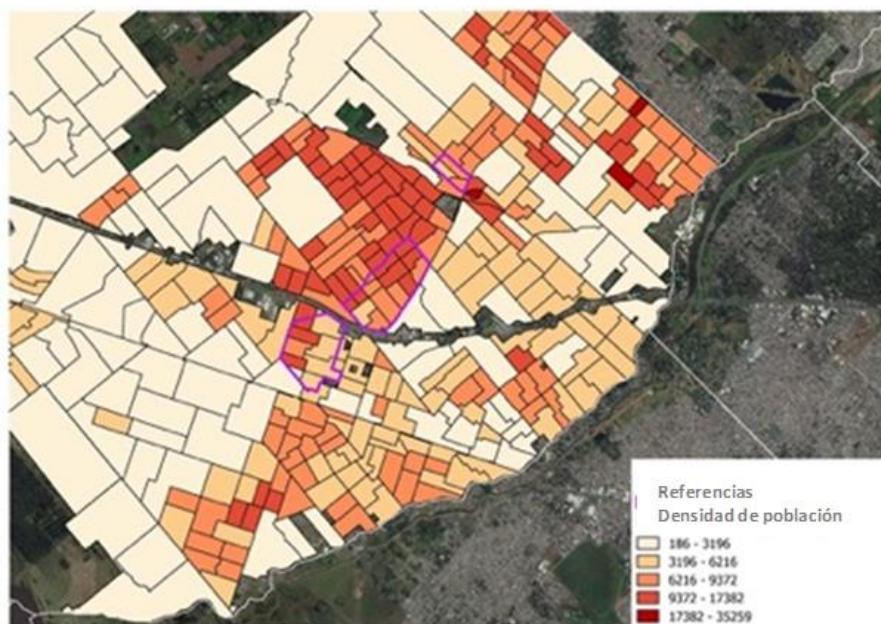 Referencias
Densidad de población
186 - 3196
3196 - 6216
6216 - 9372
9372 - 17382
17382 - 35259